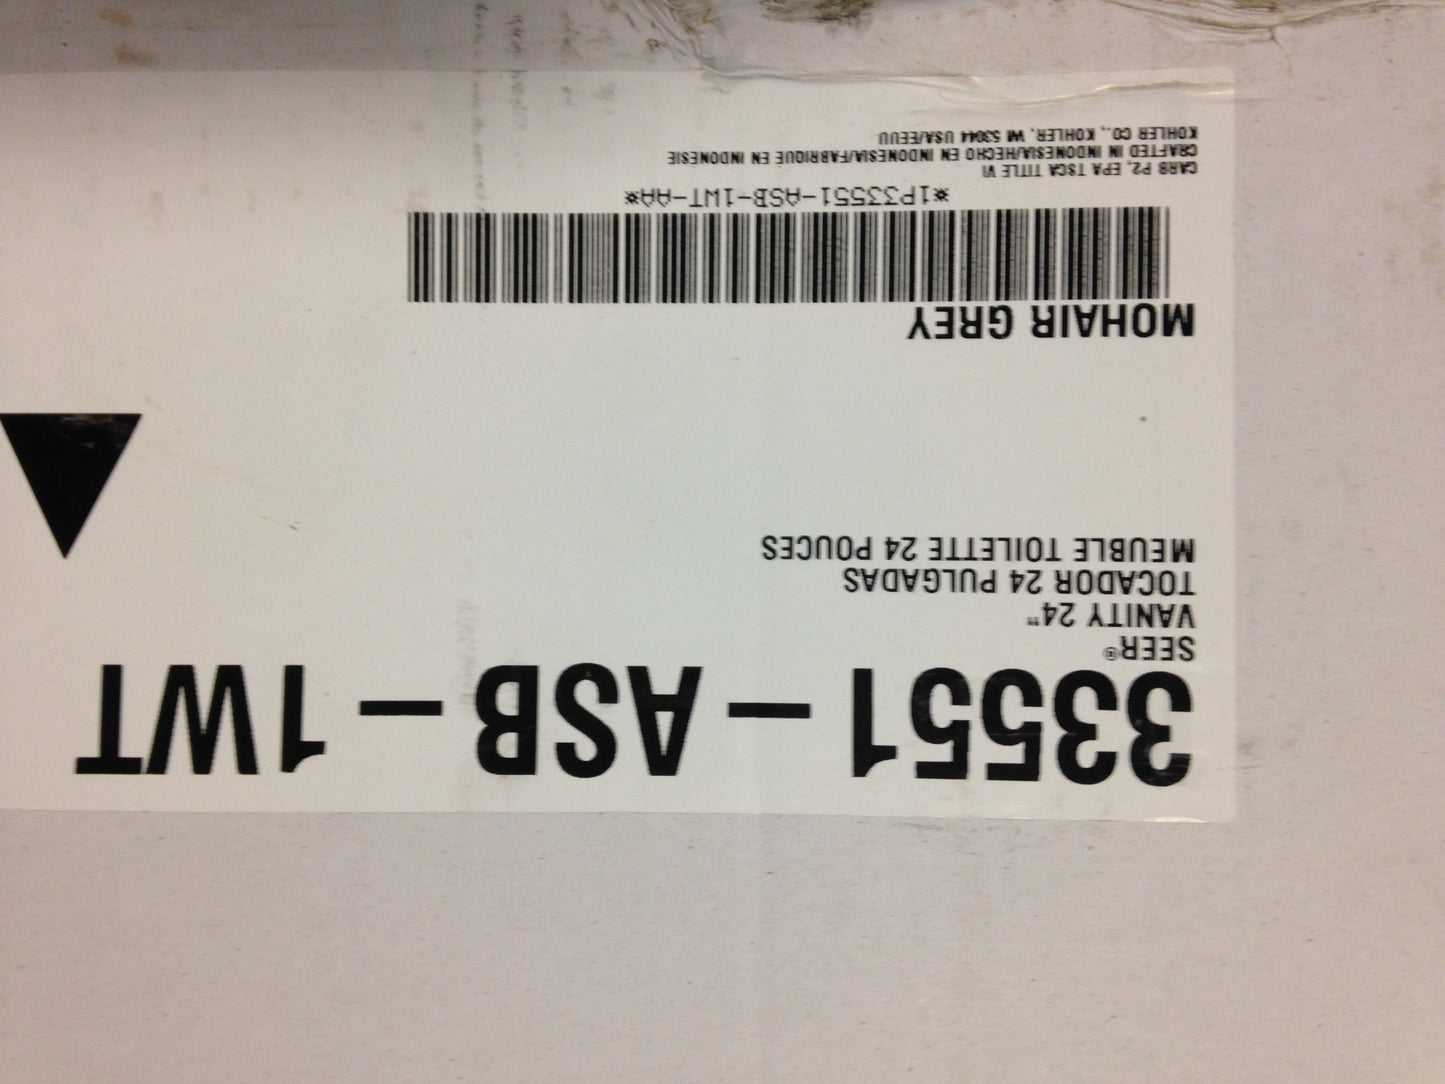 33551-ASB-1WT
SEER®
VANITY 24"
TOCADOR 24 PULGADAS
MEUBLE TOILETTE 24 POUCES
MOHAIR GREY
*1P33551-ASB-1WT-AA*
CARB P2, EPA TSCA TITLE VI
CRAFTED IN INDONESIA/HECHO EN INDONESIA/FABRIQUE EN INDONESIE
KOHLER CO., KOHLER, WI 53044 USA/EEUU